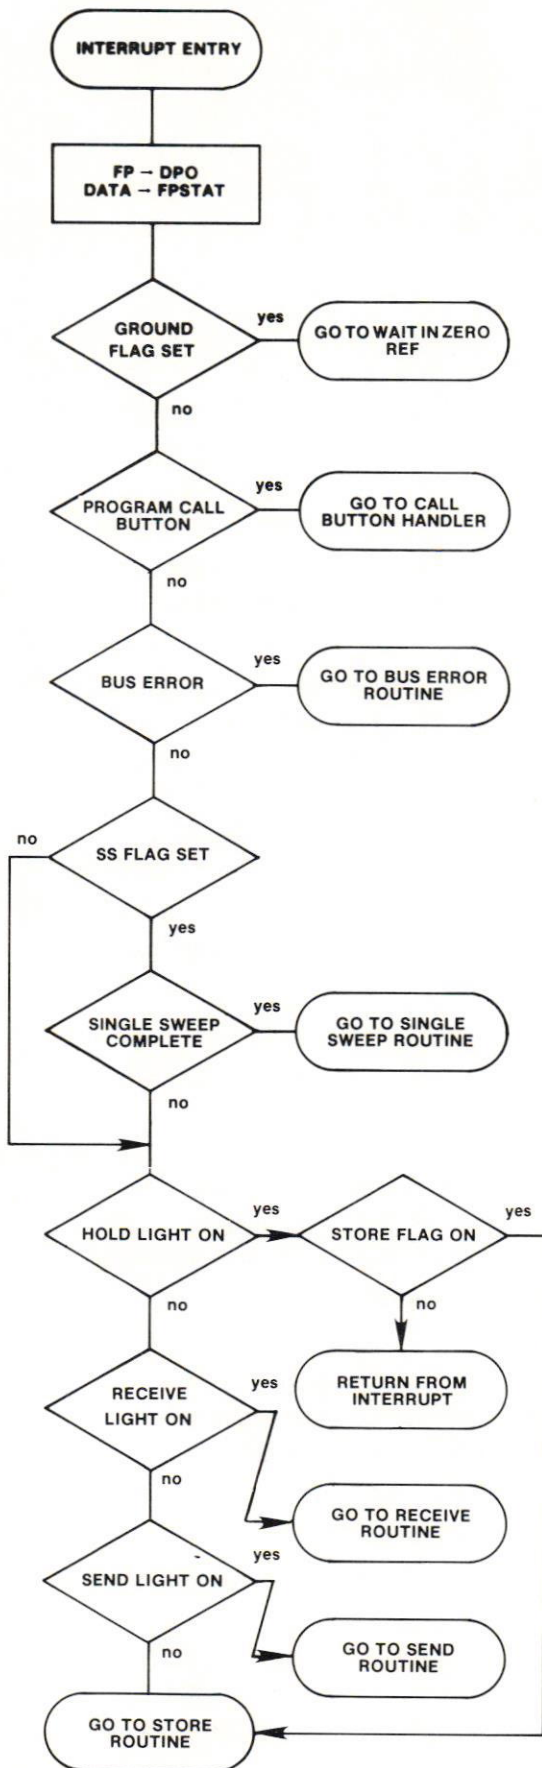 INTERRUPT ENTRY
FP → DPO
DATA → FPSTAT
GROUND
FLAG SET
yes
GO TO WAIT IN ZERO
REF
no
PROGRAM CALL
BUTTON
yes
GO TO CALL
BUTTON HANDLER
no
BUS ERROR
yes
GO TO BUS ERROR
ROUTINE
no
no
SS FLAG SET
yes
SINGLE SWEEP
COMPLETE
yes
GO TO SINGLE
SWEEP ROUTINE
no
HOLD LIGHT ON
yes
STORE FLAG ON
yes
no
no
RETURN FROM
INTERRUPT
RECEIVE
LIGHT ON
yes
no
GO TO RECEIVE
ROUTINE
SEND LIGHT ON
yes
no
GO TO SEND
ROUTINE
GO TO STORE
ROUTINE